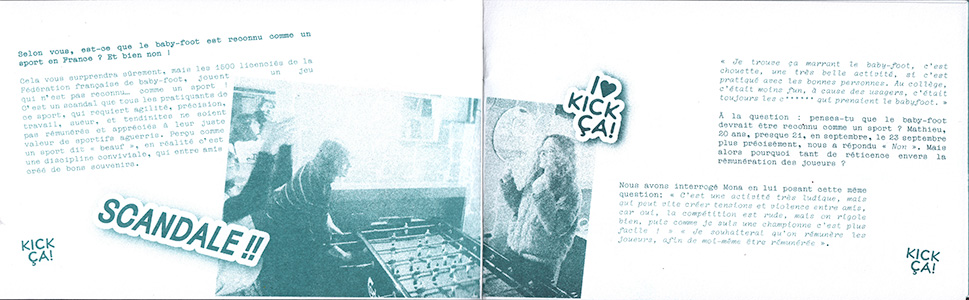 Selon vous, est-ce que le baby-foot est reconnu comme un
sport en France ? Et bien non !
Cela vous surprendra sûrement, mais les 1500 licenciés de la
Fédération française de baby-foot, jouent à un jeu
qui n'est pas reconnu comme un sport !
C'est un scandale que tous les pratiquants de
ce sport, qui requiert agilité, précision,
travail, sueur, et tendinites ne soient
pas rémunérés et appréciés à leur juste
valeur de sportifs aguerris. Perçu comme
un sport dit « beauf », en réalité c'est
une discipline conviviale, qui entre amis
créé de bons souvenirs.
SCANDALE !!
KICK
ÇA!
I ♥
KICK
ÇA!
« Je trouve ça marrant le baby-foot, c'est
chouette, une très belle activité, si c'est
pratiqué avec les bonnes personnes. Au collège,
c'était moins fun, à cause des usagers, c'était
toujours les c****** qui prenaient le babyfoot. »
À la question : penses-tu que le baby-foot
devrait être reconnu comme un sport ? Mathieu,
20 ans, presque 21, en septembre, le 23 septembre
plus précisément, nous a répondu « Non ». Mais
alors pourquoi tant de réticence envers la
rémunération des joueurs ?
Nous avons interrogé Mona en lui posant cette même
question: « C'est une activité très ludique, mais
qui peut site créer tensions et violence entre amis,
car oui, la compétition est rude, mais on rigole
bien, puis comme je suis une championne c'est plus
facile ! » « Je souhaiterai qu'on rémunère les
joueurs, afin de moi-même être rémunérée ».
KICK
ÇA!